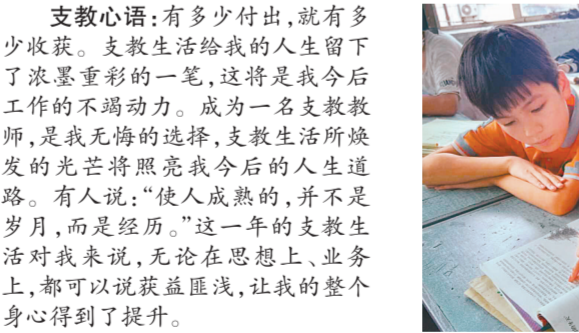 支教心语:有多少付出,就有多
少收获。支教生活给我的人生留下
了浓墨重彩的一笔,这将是我今后
工作的不竭动力。成为一名支教教
师,是我无悔的选择,支教生活所焕
发的光芒将照亮我今后的人生道
路。有人说:“使人成熟的,并不是
岁月,而是经历。”这一年的支教生
活对我来说,无论在思想上、业务
上,都可以说获益匪浅,让我的整个
身心得到了提升。